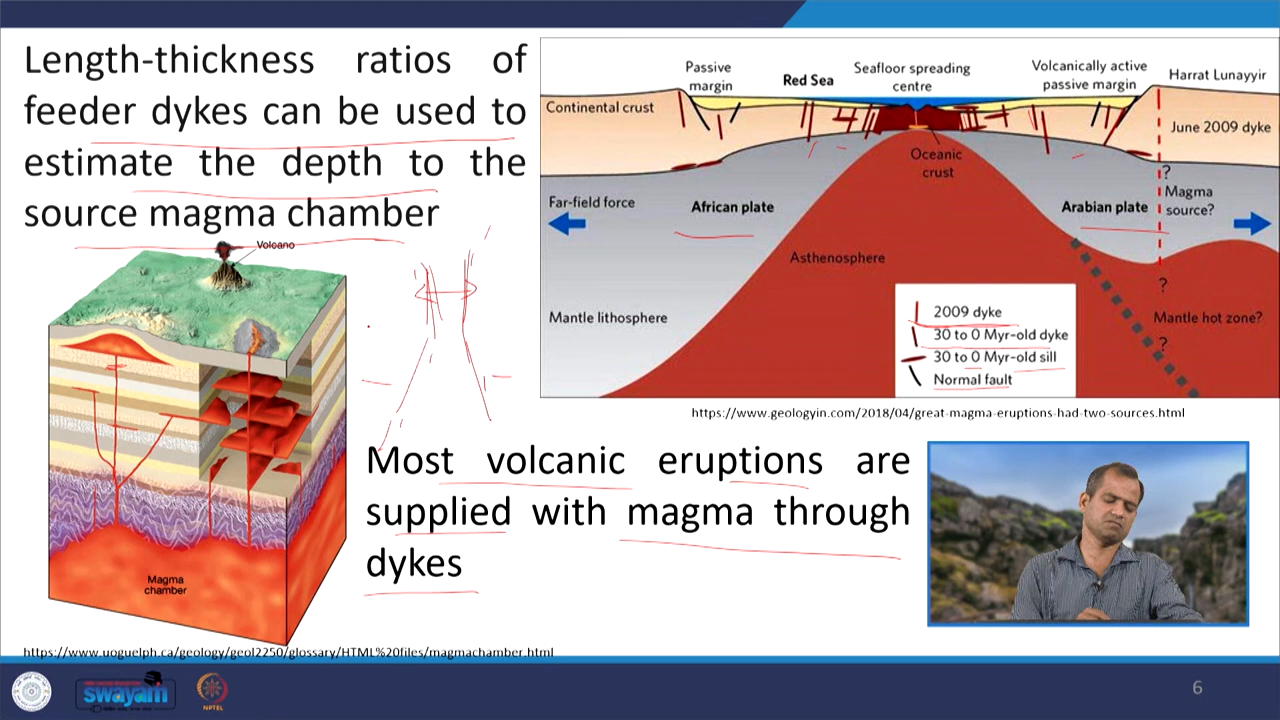 Length-thickness ratios of
feeder dykes can be used to
estimate the depth to the
source magma chamber
Passive
margin
Red Sea
Seafloor spreading
centre
Volcanically active
passive margin
Harrat Lunayyir
Continental crust
June 2009 dyke
Oceanic
crust
?
Magma
source?
Far-field force
African plate
Arabian plate
Asthenosphere
?
Mantle lithosphere
Mantle hot zone?
?
2009 dyke
30 to 0 Myr-old dyke
30 to 0 Myr-old sill
Normal fault
https://www.geologyin.com/2018/04/great-magma-eruptions-had-two-sources.html
Volcano
Magma
chamber
Most volcanic eruptions are
supplied with magma through
dykes
https://www.uoguelph.ca/geology/geol2250/glossary/HTML%20files/magmachamber.html
swayam
NPTEL
6